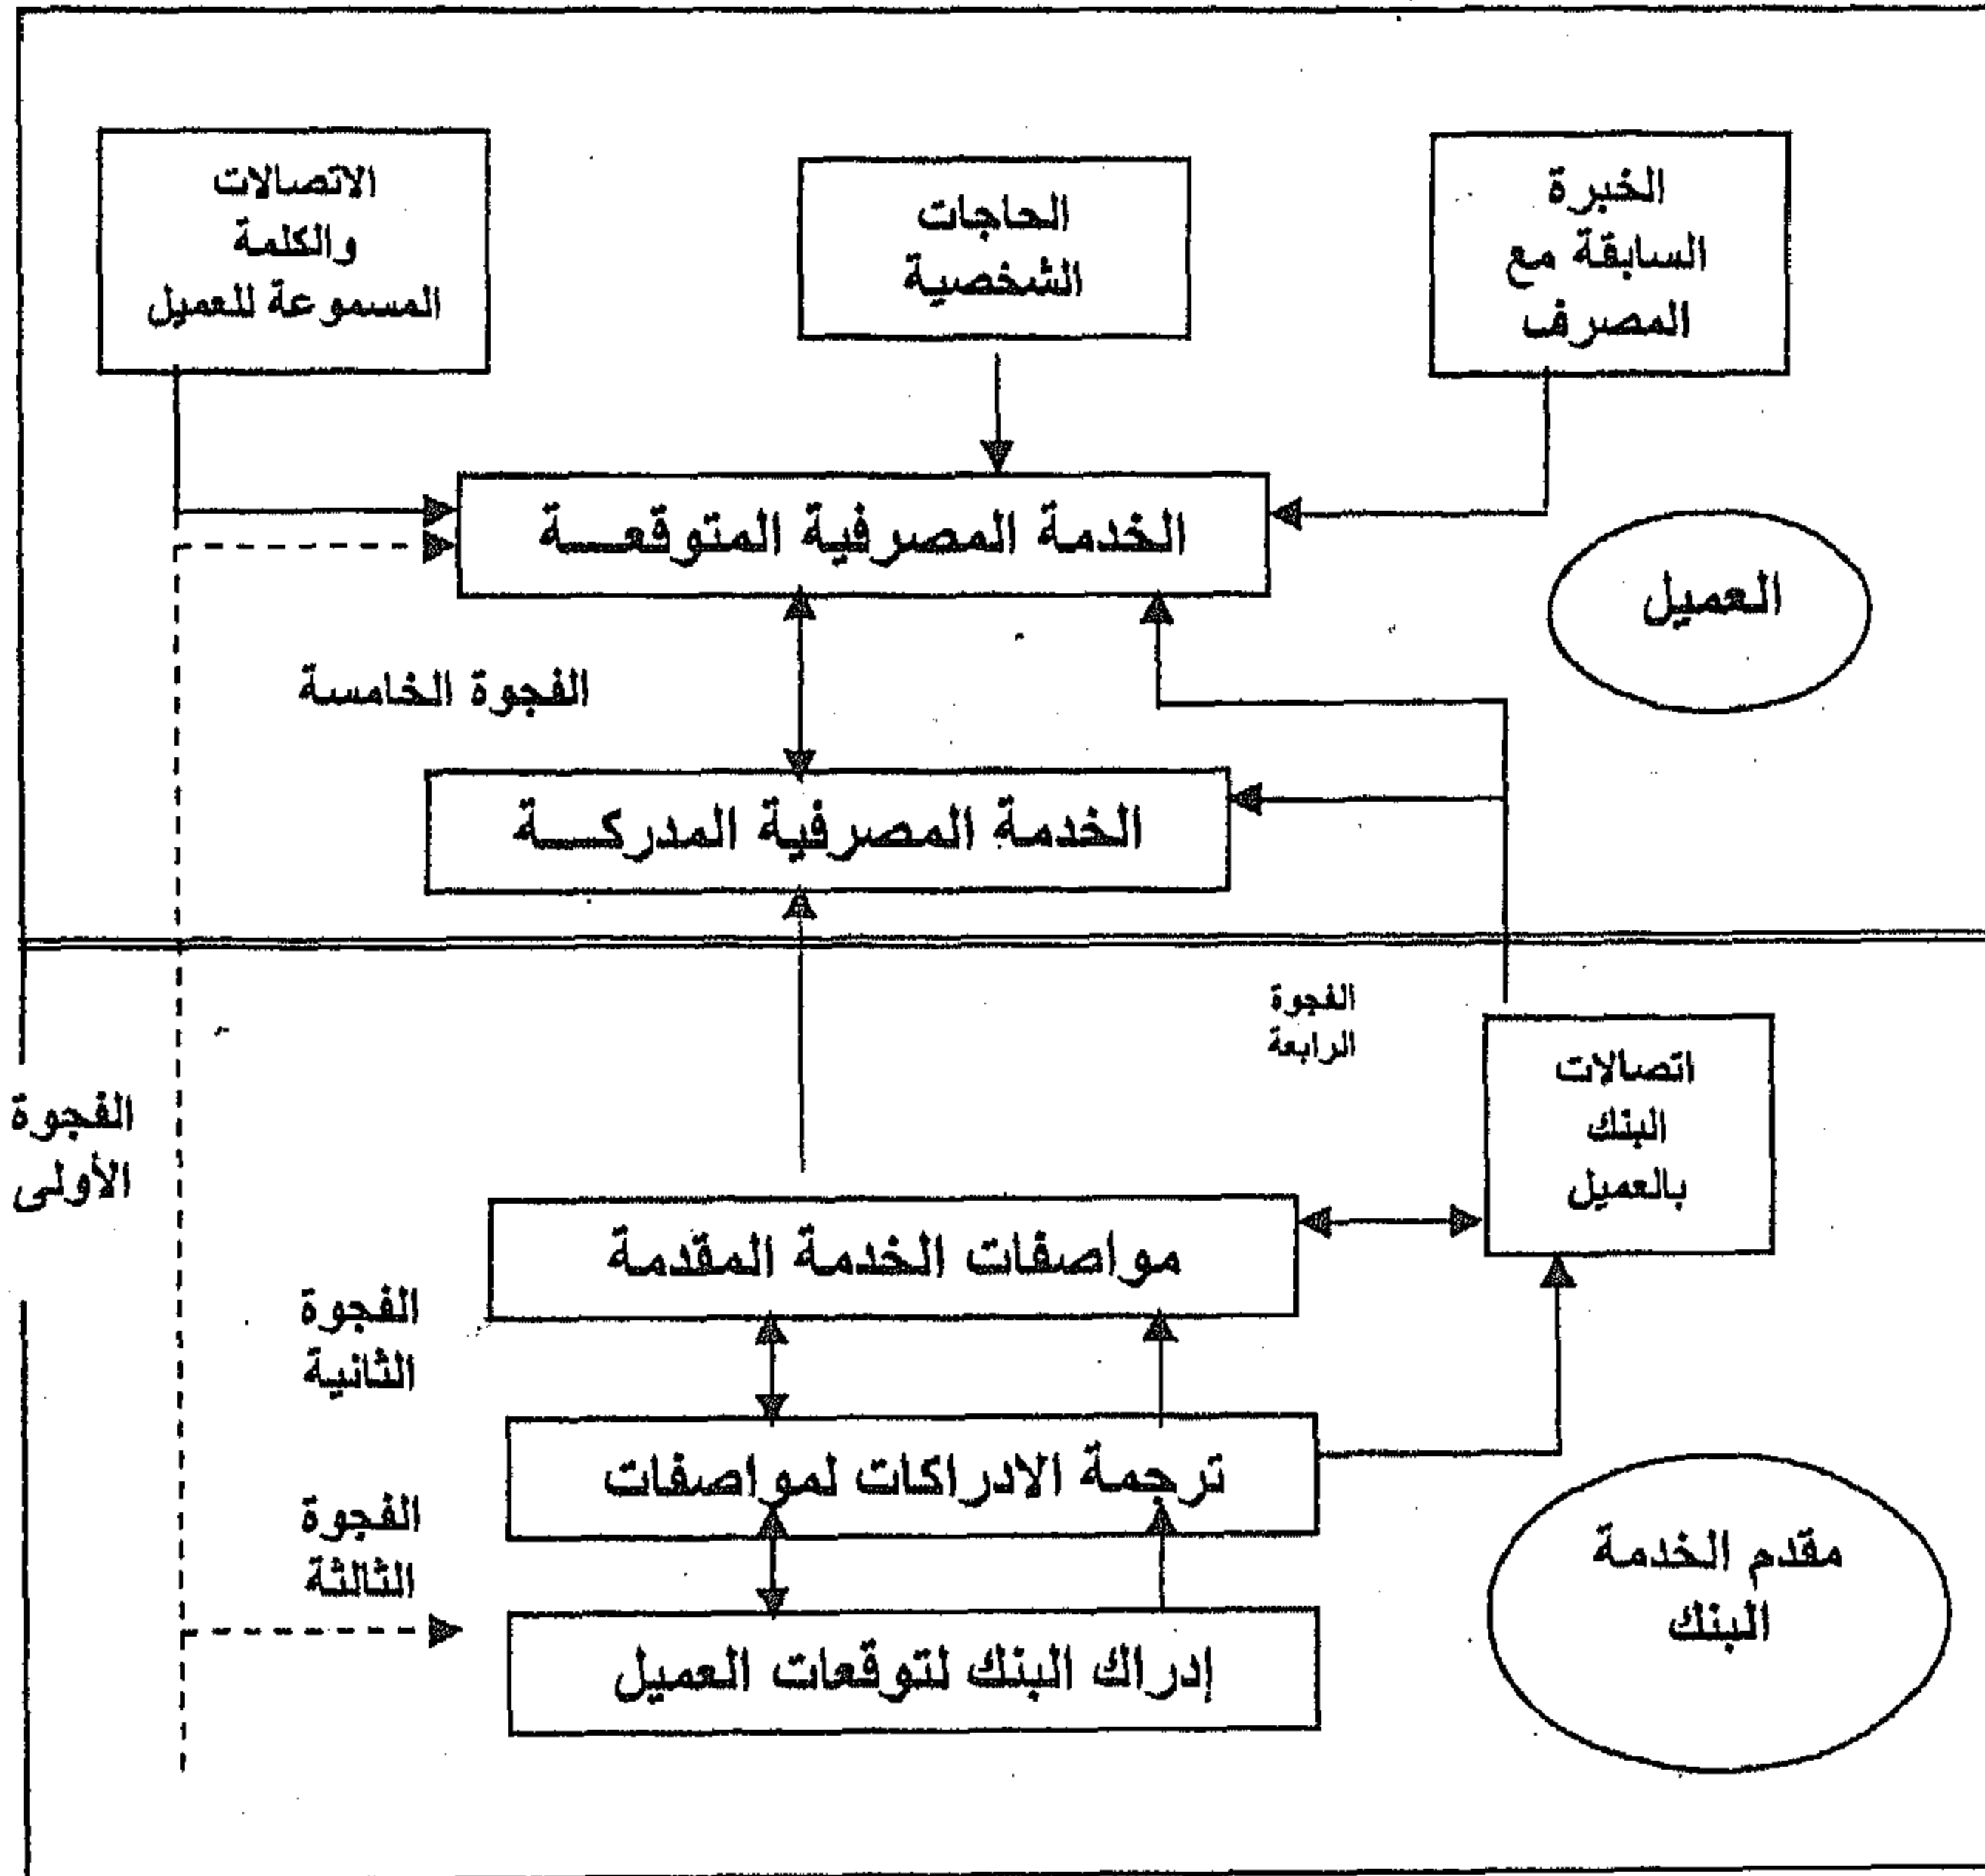 الخبرة
السابقة مع
المصرف
الحاجات
الشخصية
الاتصالات
والكلمة
المسموعة للعميل
الخدمة المصرفية المتوقعـــة
العميل
الفجوة الخامسة
الخدمة المصرفية المدركـــة
الفجوة
الرابعة
اتصالات
البنك
بالعميل
الفجوة
الأولى
مواصفات الخدمة المقدمة
الفجوة
الثانية
ترجمة الادراكات لمواصفات
الفجوة
الثالثة
مقدم الخدمة
البنك
إدراك البنك لتوقعات العميل